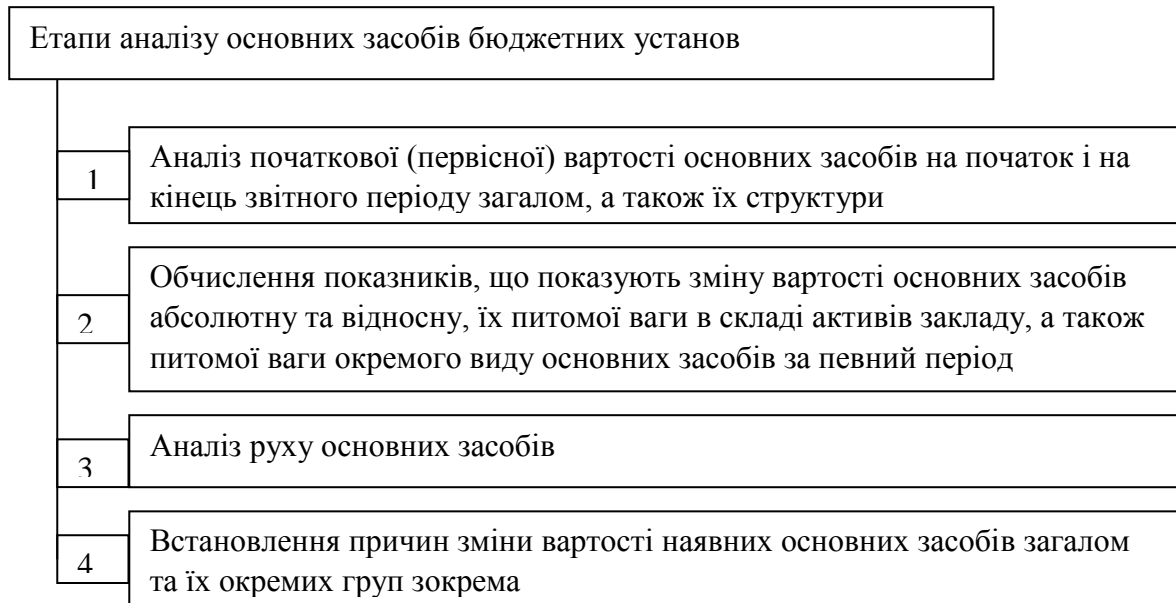 Етапи аналізу основних засобів бюджетних установ
1
Аналіз початкової (первісної) вартості основних засобів на початок і на
кінець звітного періоду загалом, а також їх структури
2
Обчислення показників, що показують зміну вартості основних засобів
абсолютну та відносну, їх питомої ваги в складі активів закладу, а також
питомої ваги окремого виду основних засобів за певний період
3
Аналіз руху основних засобів
4
Встановлення причин зміни вартості наявних основних засобів загалом
та їх окремих груп зокрема